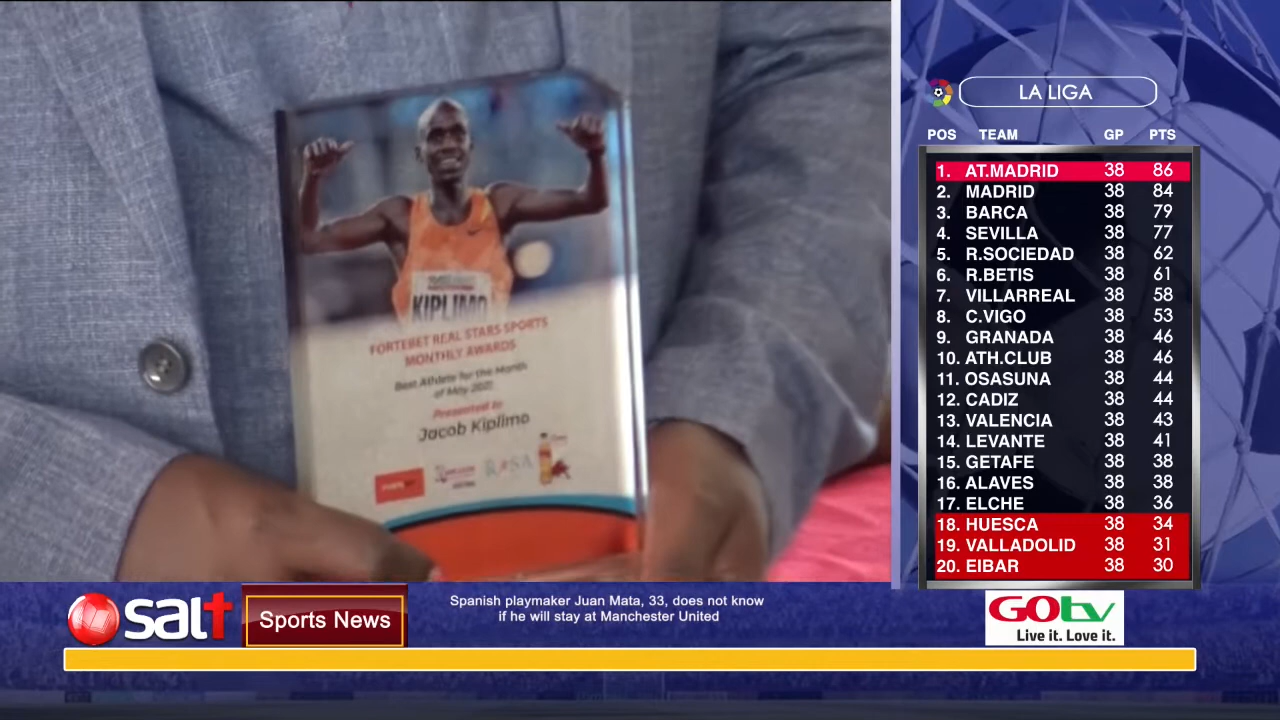 KIPLIMO
FORTEBET REAL STARS SPORTS
MONTHLY AWARDS
Best Athlete for the Month
of May 2021
Presented to
Jacob Kiplimo
LA LIGA
POS TEAM GP PTS
1. AT.MADRID 38 86
2. MADRID 38 84
3. BARCA 38 79
4. SEVILLA 38 77
5. R.SOCIEDAD 38 62
6. R.BETIS 38 61
7. VILLARREAL 38 58
8. C.VIGO 38 53
9. GRANADA 38 46
10. ATH.CLUB 38 46
11. OSASUNA 38 44
12. CADIZ 38 44
13. VALENCIA 38 43
14. LEVANTE 38 41
15. GETAFE 38 38
16. ALAVES 38 38
17. ELCHE 38 36
18. HUESCA 38 34
19. VALLADOLID 38 31
20. EIBAR 38 30
salt
Sports News
Spanish playmaker Juan Mata, 33, does not know
if he will stay at Manchester United
GOtv
Live it. Love it.